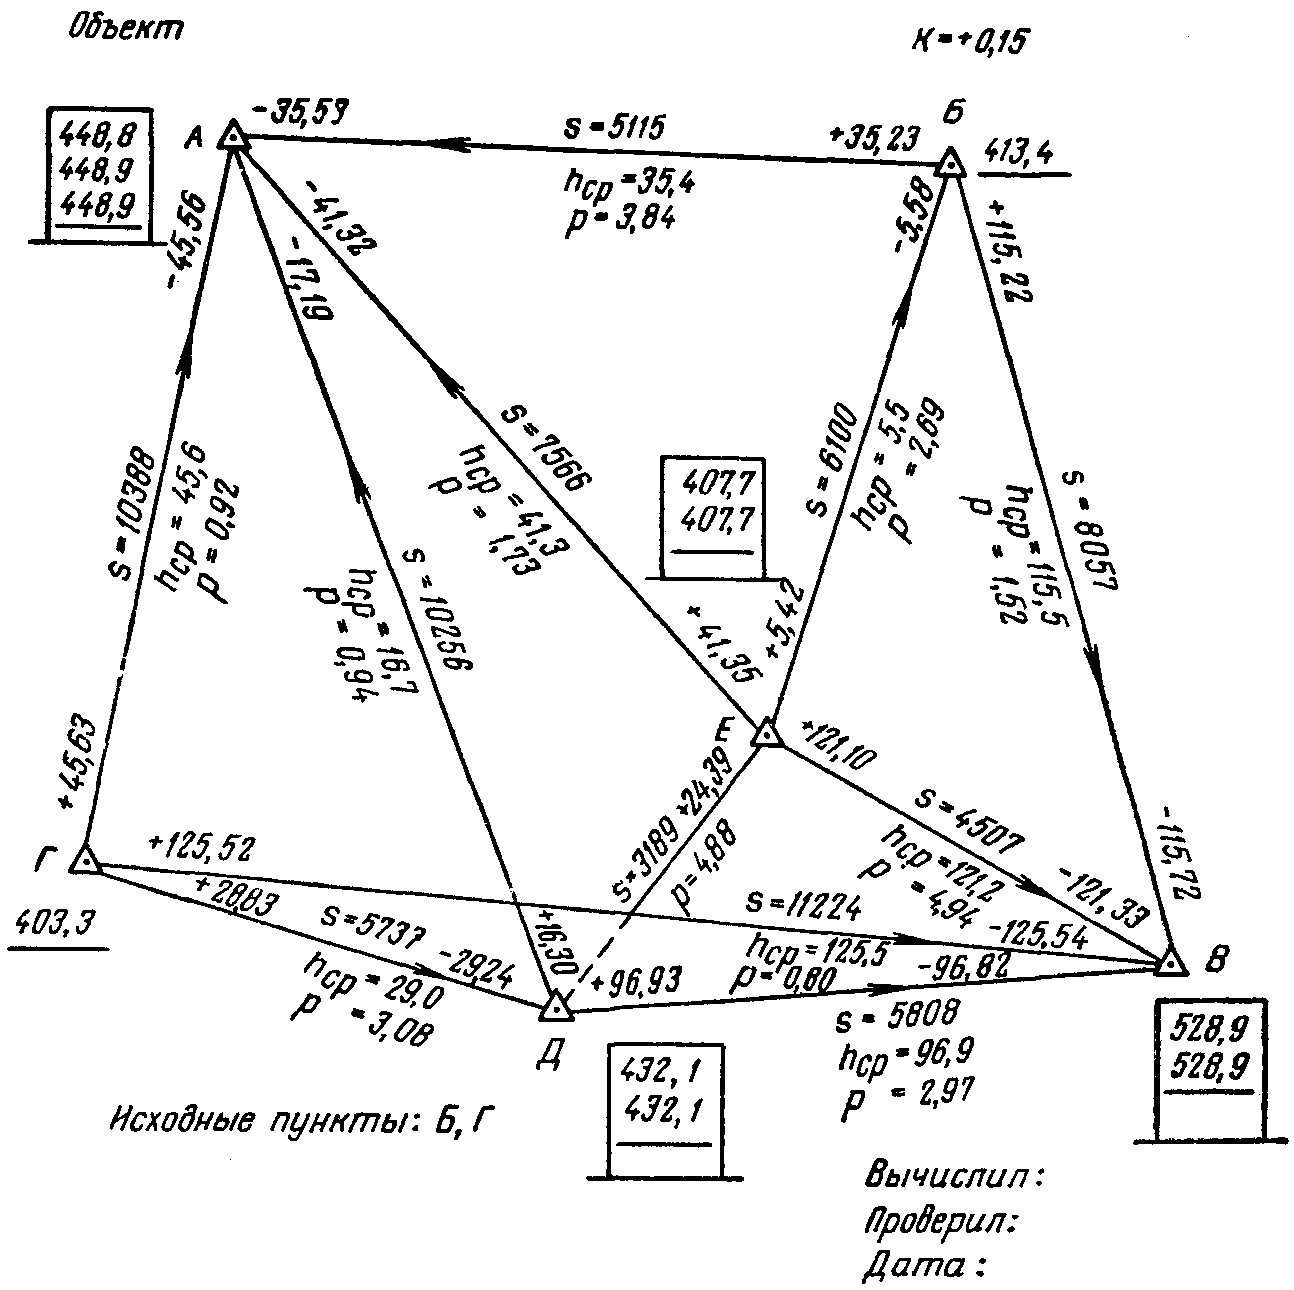 Объект
К=+0,15
А
448,8
448,9
448,9
-35,53
s=5115
hср=35,4
p=3,84
+35,23
Б
413,4
-45,56
-41,32
-17,19
-5,58
+115,22
s=10388
hср=45,6
p=0,92
s=7566
hср=41,3
p=1,73
s=10256
hср=16,7
p=0,94
s=6100
hср=5,5
p=2,69
s=8057
hср=115,5
p=1,52
407,7
407,7
+5,42
+41,35
Е
+121,10
+24,39
s=3189
p=4,88
s=4507
hср=121,2
p=4,94
-121,33
-115,72
+45,63
Г
403,3
+125,52
+28,83
s=5737
hср=29,0
p=3,08
-29,24
+16,30
s=11224
hср=125,5
p=0,80
-125,54
+96,93
-96,82
s=5808
hср=96,9
p=2,97
В
528,9
528,9
Д
432,1
432,1
Исходные пункты: Б, Г
Вычислил:
Проверил:
Дата: